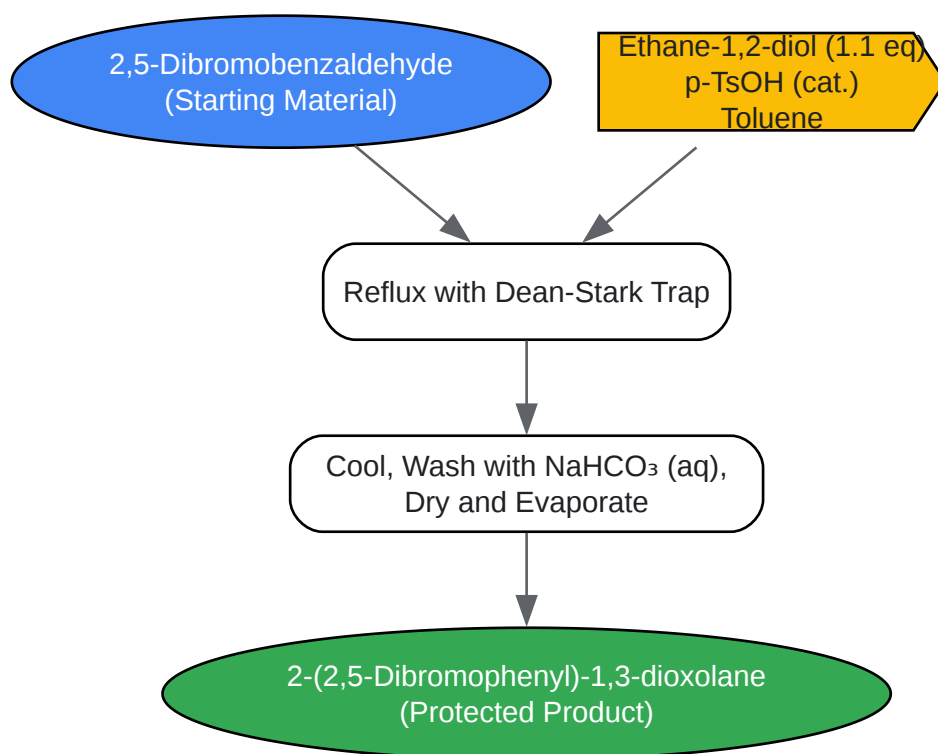 2,5-Dibromobenzaldehyde
(Starting Material)
Ethane-1,2-diol (1.1 eq)
p-TsOH (cat.)
Toluene
Reflux with Dean-Stark Trap
Cool, Wash with NaHCO₃ (aq),
Dry and Evaporate
2-(2,5-Dibromophenyl)-1,3-dioxolane
(Protected Product)